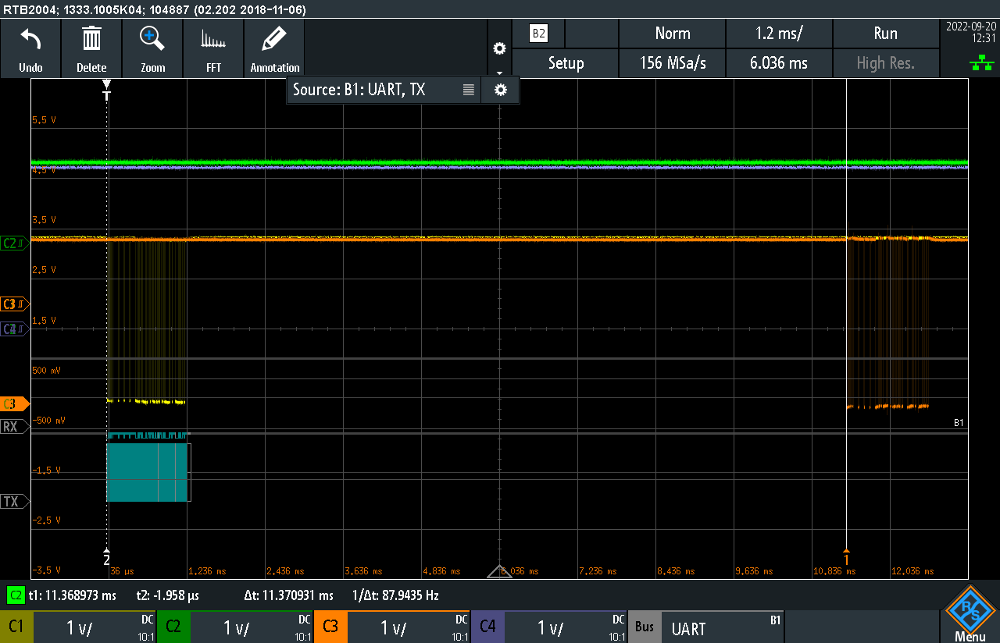 RTB2004; 1333.1005K04; 104887 (02.202 2018-11-06)
Undo
Delete
Zoom
FFT
Annotation
B2
Setup
Norm
156 MSa/s
1.2 ms/
6.036 ms
Run
High Res.
2022-09-20
12:31
Source: B1: UART, TX
T
5.5 V
4.5 V
3.5 V
C2
2.5 V
C3
1.5 V
500 mV
-500 mV
RX
B1
-1.5 V
TX
-2.5 V
2
1
-3.5 V
36 µs
1,236 ms
2,436 ms
3,636 ms
4,836 ms
6,036 ms
7,236 ms
8,436 ms
9,636 ms
10,836 ms
12,036 ms
C2 t1: 11.368973 ms t2: -1.958 µs Δt: 11.370931 ms 1/Δt: 87.9435 Hz
C1 1 V/ DC 10:1
C2 1 V/ DC 10:1
C3 1 V/ DC 10:1
C4 1 V/ DC 10:1
Bus UART B1
R&S
Menu